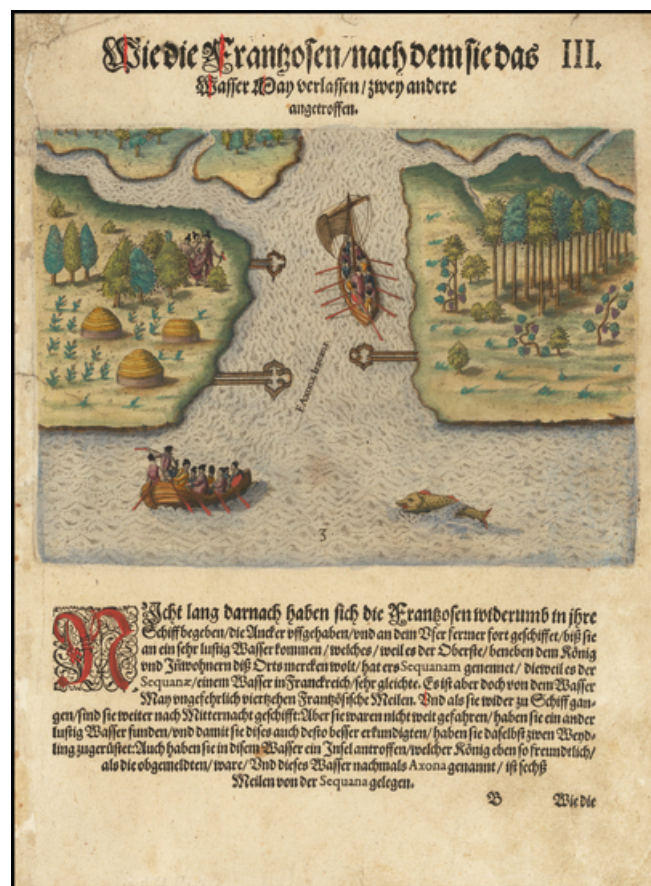 Wie die Frantzosen/nach dem sie das III.
Wasser May verlassen/zwey andere
angetroffen.
F. Axona
3
NIcht lang darnach haben sich die Frantzosen widerumb in ihre
Schiff begeben/die Ancker vffgehaben/vnd an dem Vfer ferrner fort geschiffet/biß sie
an ein sehr lustig Wasser kommen/welches/weil es der Oberste/beneben dem König
vnd Jnwohnern diß Orts mercken wolt/hat ers Sequanam genennet/dieweil es der
Sequanæ/einem Wasser in Franckreich/sehr gleichte. Es ist aber doch von dem Wasser
May vngefehrlich viertzehen Frantzösische Meilen. Vnd als sie wider zu Schiff gan-
gen/sind sie weiter nach Mitternacht geschifft: Aber sie waren nicht weit gefahren/haben sie ein ander
lustig Wasser funden/vnd damit sie dises auch desto besser erkundigten/haben sie daselbst zwen Weyd-
ling zugerüstet: Auch haben sie in disem Wasser ein Jnsel antroffen/welcher König eben so freundtlich/
als die obgemeldten/ware/Vnd dieses Wasser nachmals Axona genannt/ist sechß
Meilen von der Sequana gelegen.
B Wie die